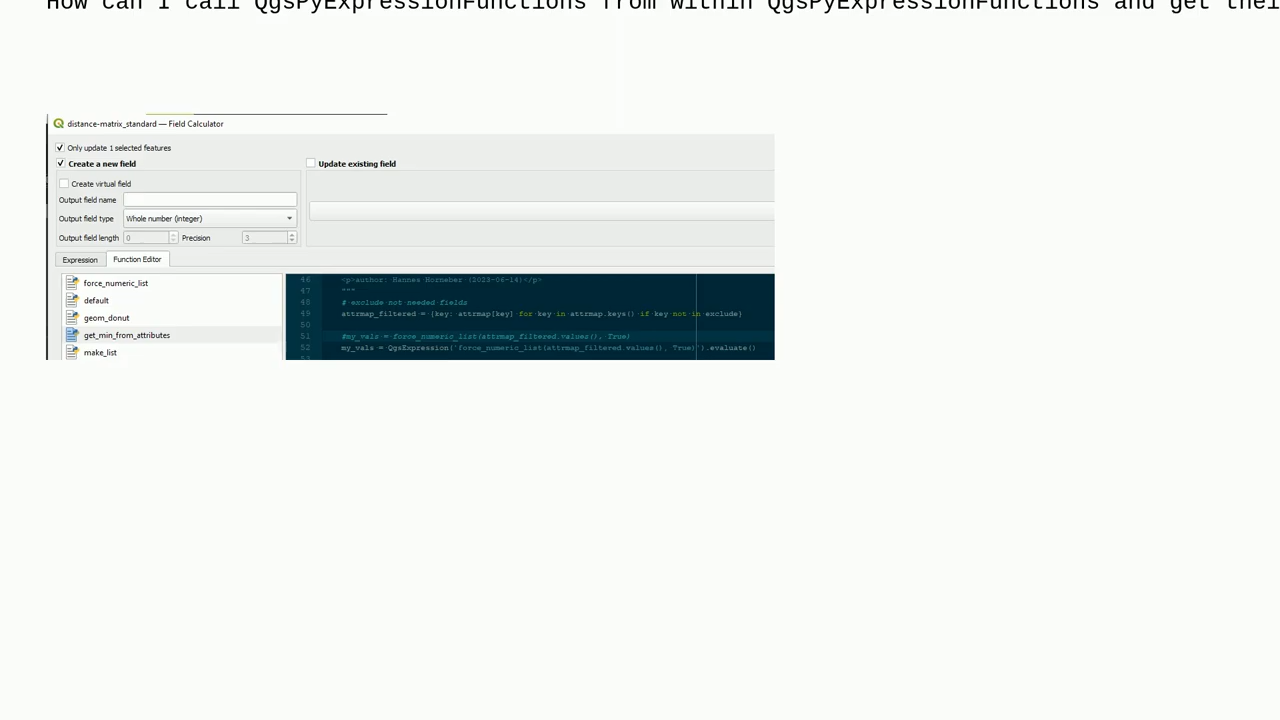 How can I call QgsPyExpressionFunctions from within QgsPyExpressionFunctions and get thei
distance-matrix_standard — Field Calculator
Only update 1 selected features
Create a new field
Update existing field
Create virtual field
Output field name
Output field type Whole number (integer)
Output field length 0 Precision 3
Expression Function Editor
force_numeric_list
default
geom_donut
get_min_from_attributes
make_list
46 <p>author: Hannes Horneber (2023-06-14)</p>
47 """
48 # exclude not needed fields
49 attrmap_filtered = {key: attrmap[key] for key in attrmap.keys() if key not in exclude}
50
51 #my_vals = force_numeric_list(attrmap_filtered.values(), True)
52 my_vals = QgsExpression('force_numeric_list(attrmap_filtered.values(), True)').evaluate()